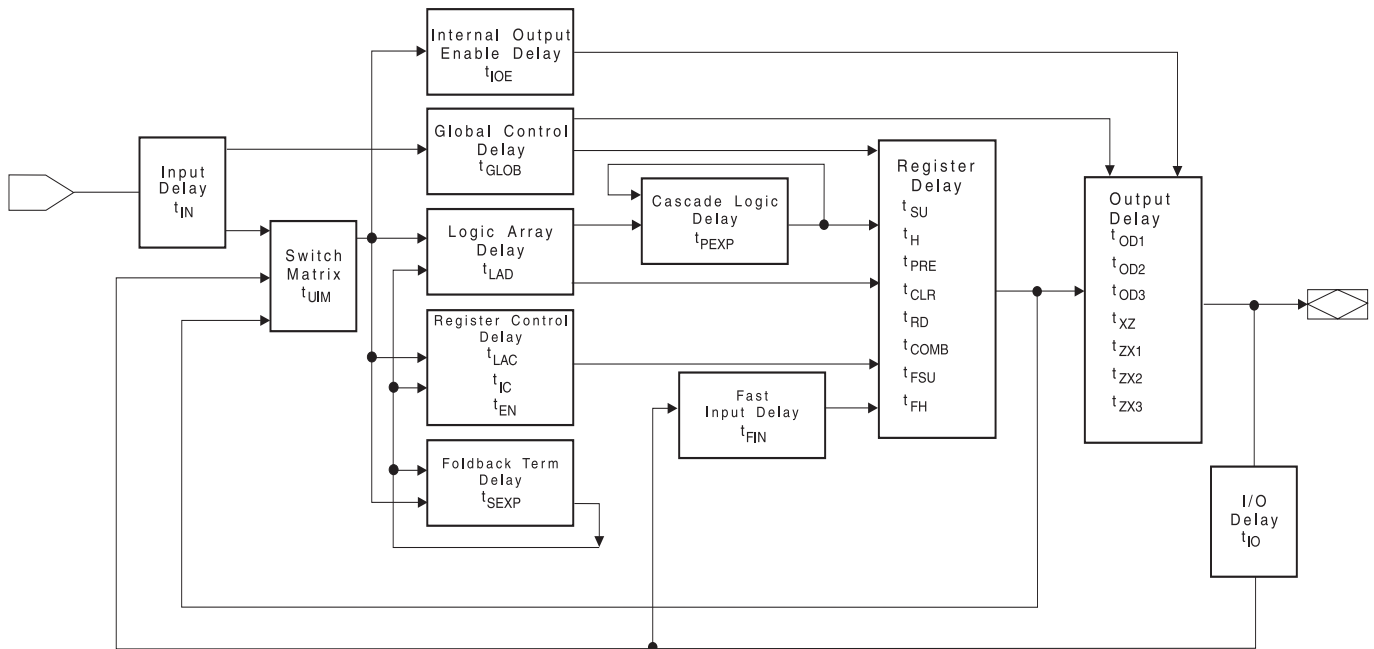 Internal Output
Enable Delay
tIOE
Global Control
Delay
tGLOB
Input
Delay
tIN
Switch
Matrix
tUIM
Logic Array
Delay
tLAD
Cascade Logic
Delay
tPEXP
Register Control
Delay
tLAC
tIC
tEN
Foldback Term
Delay
tSEXP
Fast
Input Delay
tFIN
Register
Delay
tSU
tH
tPRE
tCLR
tRD
tCOMB
tFSU
tFH
Output
Delay
tOD1
tOD2
tOD3
tXZ
tZX1
tZX2
tZX3
I/O
Delay
tIO